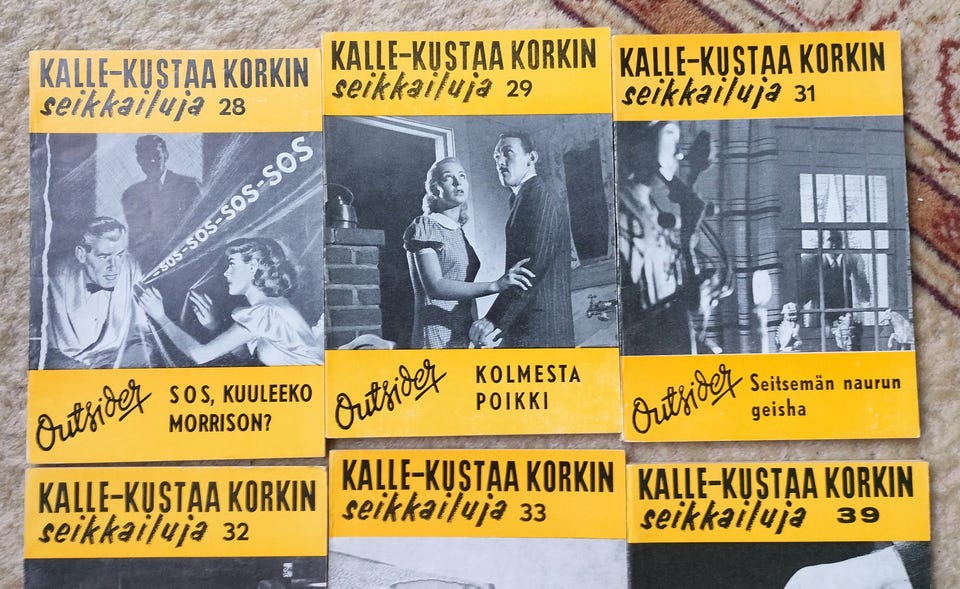 KALLE-KUSTAA KORKIN
seikkailuja 28
-SOS-SOS-SOS-SOS
Outsider
SOS, KUULEEKO
MORRISON?
KALLE-KUSTAA KORKIN
seikkailuja 29
Outsider
KOLMESTA
POIKKI
KALLE-KUSTAA KORKIN
seikkailuja 31
Outsider
Seitsemän naurun
geisha
KALLE-KUSTAA KORKIN
seikkailuja 32
KALLE-KUSTAA KORKIN
seikkailuja 33
KALLE-KUSTAA KORKIN
seikkailuja 39